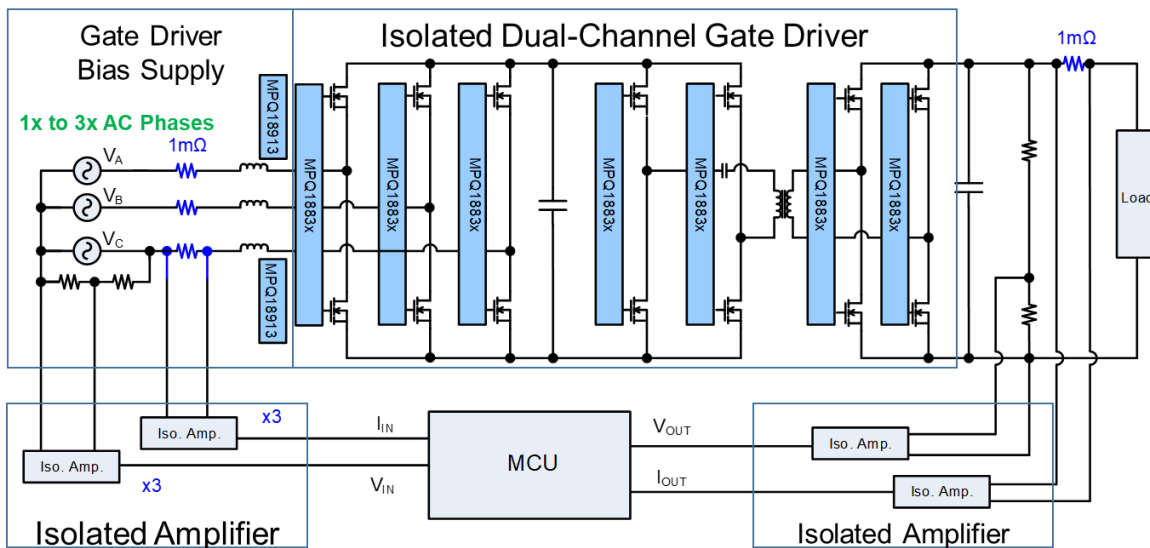 Gate Driver
Bias Supply
Isolated Dual-Channel Gate Driver
1mΩ
1x to 3x AC Phases
1mΩ
MPQ18913
MPQ1883x
MPQ1883x
MPQ1883x
MPQ1883x
MPQ1883x
MPQ1883x
MPQ1883x
VA
VB
VC
MPQ18913
Load
x3
Iso. Amp.
IIN
VOUT
Iso. Amp.
MCU
Iso. Amp.
x3
VIN
IOUT
Iso. Amp.
Isolated Amplifier
Isolated Amplifier